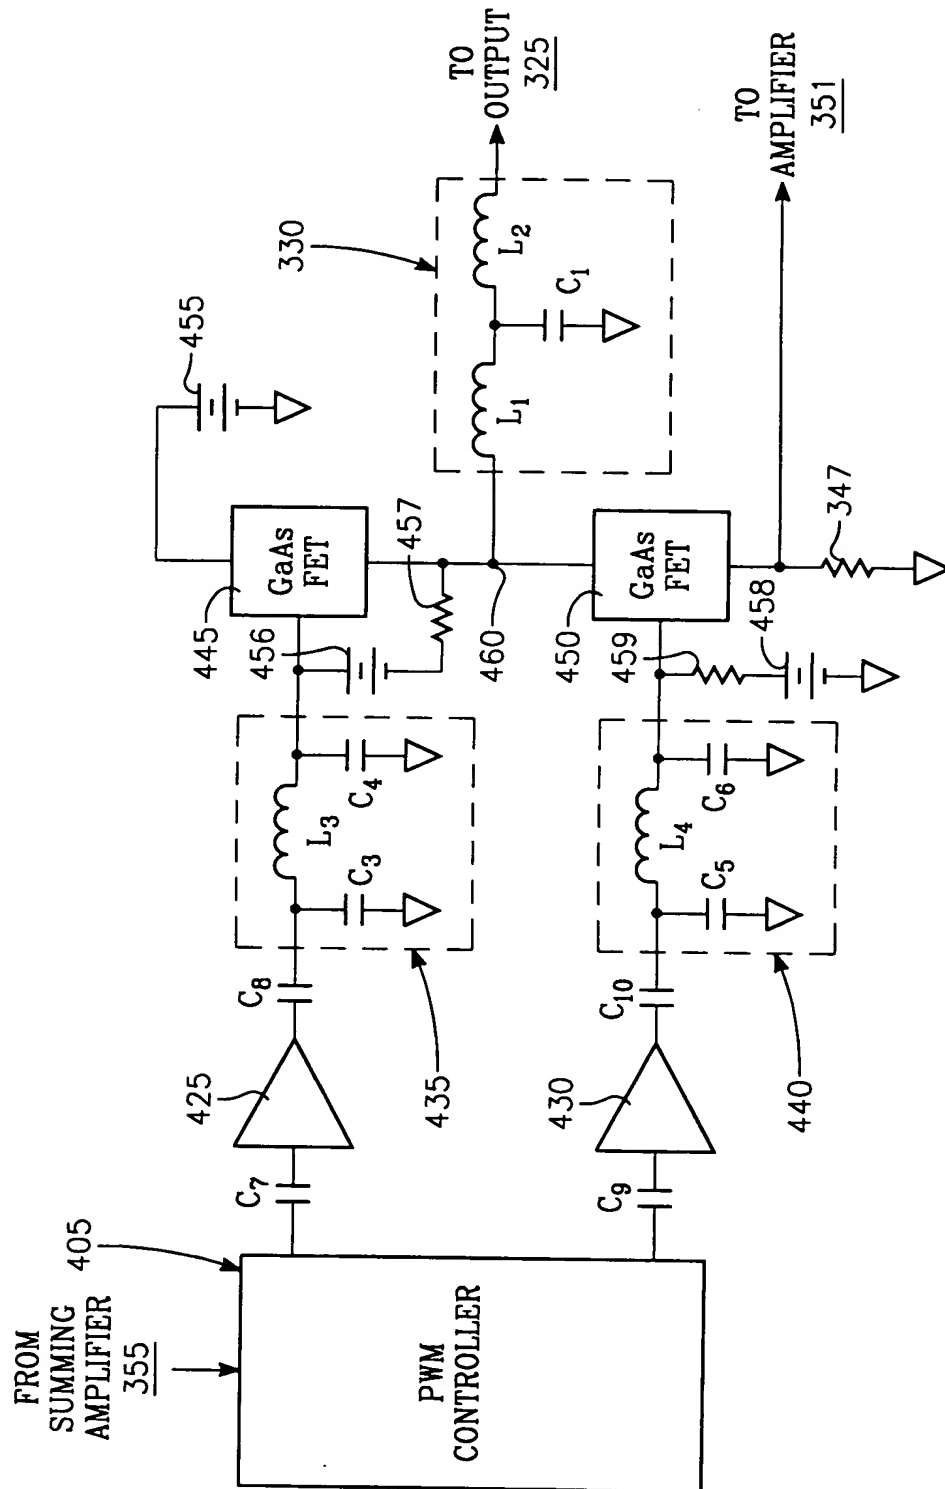 FROM
SUMMING
AMPLIFIER
355
405
PWM
CONTROLLER
C7
425
C8
435
C3
L3
C4
445
GaAs
FET
455
456
457
460
330
L1
L2
C1
TO
OUTPUT
325
C9
430
C10
440
C5
L4
C6
450
GaAs
FET
459
458
347
TO
AMPLIFIER
351